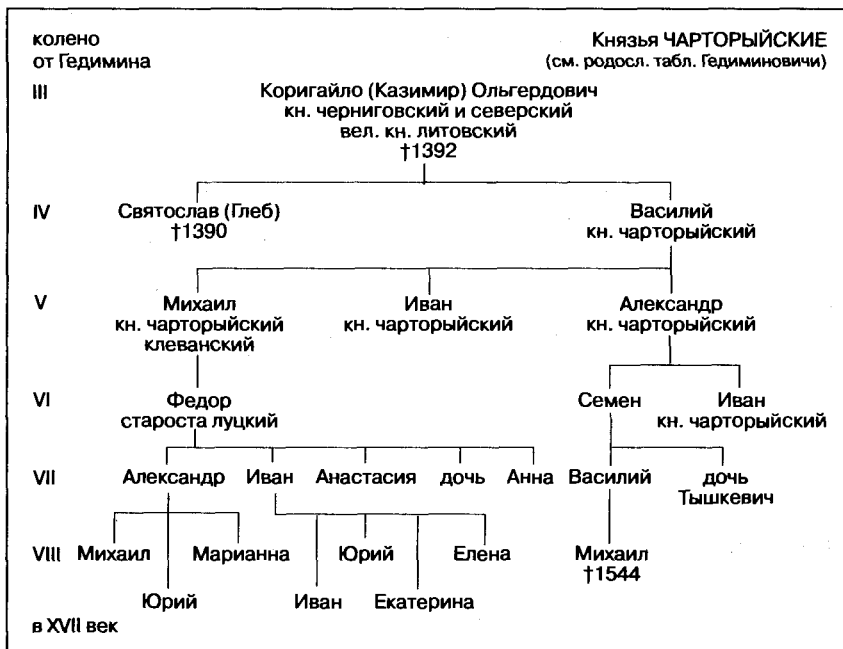 колено
от Гедимина
Князья ЧАРТОРЫЙСКИЕ
(см. родосл. табл. Гедиминовичи)
III
Коригайло (Казимир) Ольгердович
кн. черниговский и северский
вел. кн. литовский
†1392
IV
Святослав (Глеб)
†1390
Василий
кн. чарторыйский
V
Михаил
кн. чарторыйский
клеванский
Иван
кн. чарторыйский
Александр
кн. чарторыйский
VI
Федор
староста луцкий
Семен
Иван
кн. чарторыйский
VII
Александр
Иван
Анастасия
дочь
Анна
Василий
дочь
Тышкевич
VIII
Михаил
Марианна
Юрий
Елена
Михаил
†1544
Юрий
Иван
Екатерина
в XVII век